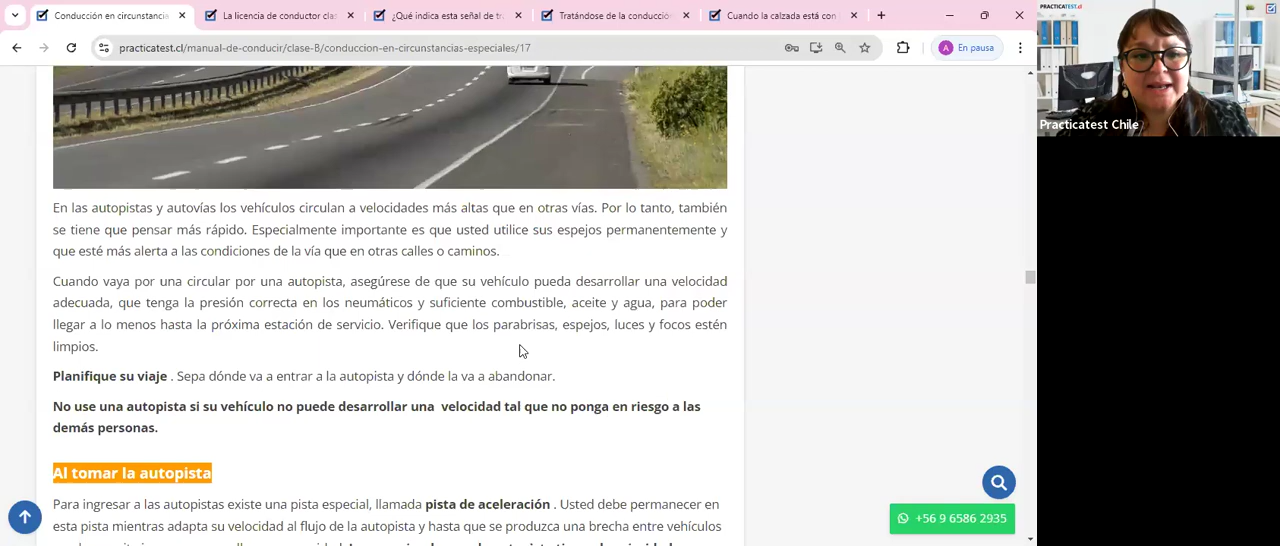 Conducción en circunstancia
La licencia de conductor clas
¿Qué indica esta señal de tr
Tratándose de la conducción
Cuando la calzada está con
practicatest.cl/manual-de-conducir/clase-B/conduccion-en-circunstancias-especiales/17
A En pausa
PRACTICATEST.cl
Practicatest Chile
En las autopistas y autovías los vehículos circulan a velocidades más altas que en otras vías. Por lo tanto, también
se tiene que pensar más rápido. Especialmente importante es que usted utilice sus espejos permanentemente y
que esté más alerta a las condiciones de la vía que en otras calles o caminos.
Cuando vaya por una circular por una autopista, asegúrese de que su vehículo pueda desarrollar una velocidad
adecuada, que tenga la presión correcta en los neumáticos y suficiente combustible, aceite y agua, para poder
llegar a lo menos hasta la próxima estación de servicio. Verifique que los parabrisas, espejos, luces y focos estén
limpios.
Planifique su viaje . Sepa dónde va a entrar a la autopista y dónde la va a abandonar.
No use una autopista si su vehículo no puede desarrollar una velocidad tal que no ponga en riesgo a las
demás personas.
Al tomar la autopista
Para ingresar a las autopistas existe una pista especial, llamada pista de aceleración . Usted debe permanecer en
esta pista mientras adapta su velocidad al flujo de la autopista y hasta que se produzca una brecha entre vehículos
+56 9 6586 2935